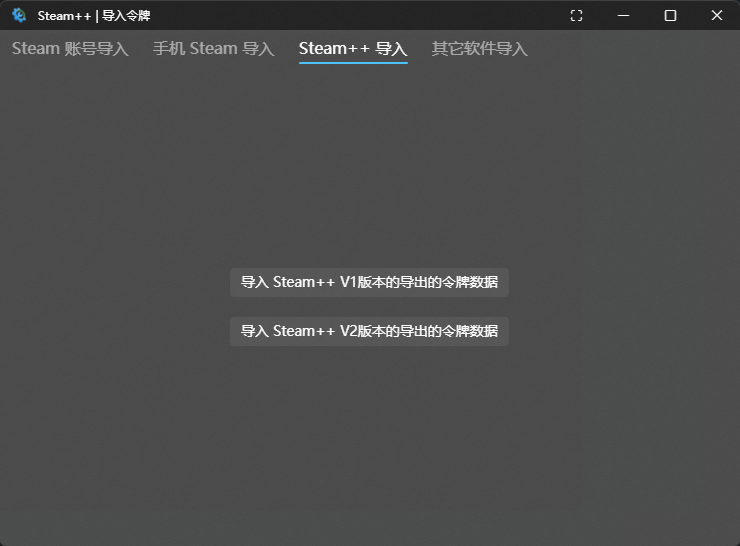 Steam++ | 导入令牌
Steam 账号导入 手机 Steam 导入 Steam++ 导入 其它软件导入
导入 Steam++ V1版本的导出的令牌数据
导入 Steam++ V2版本的导出的令牌数据